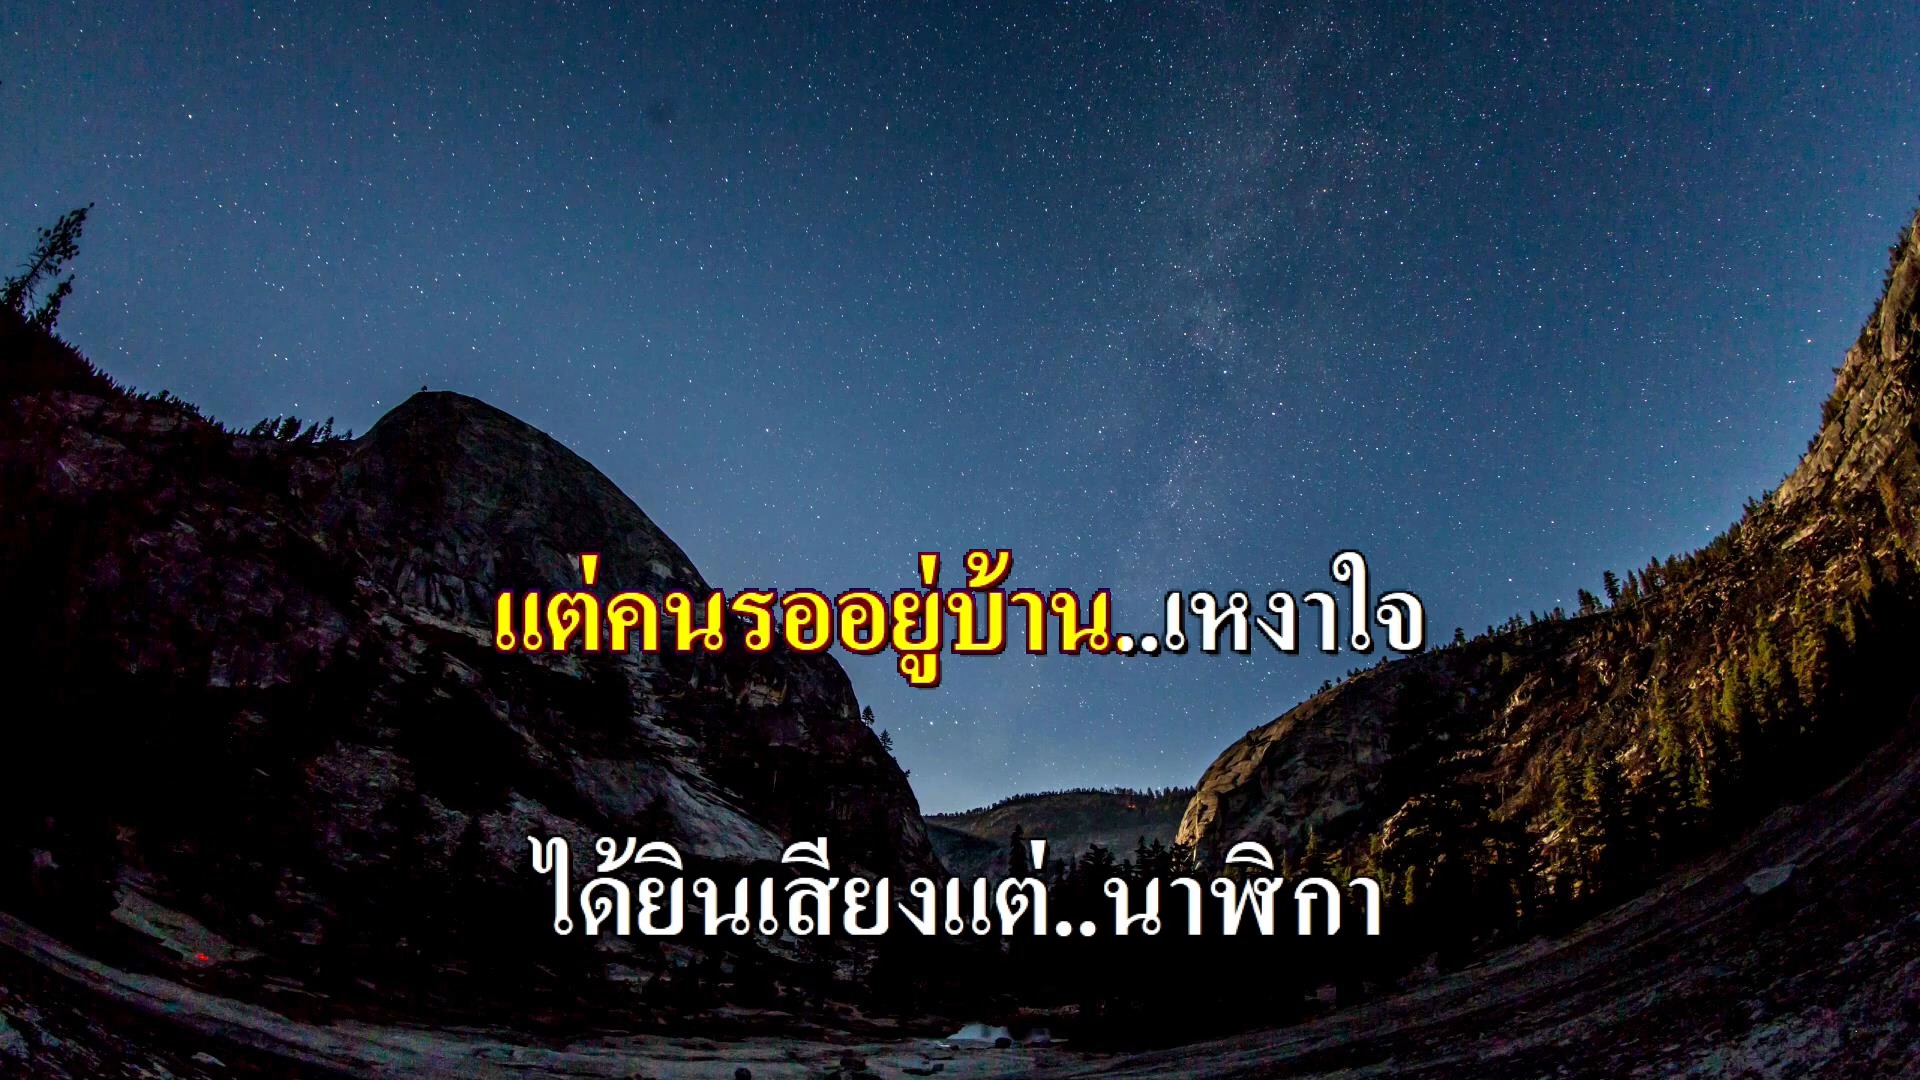 แต่คนรออยู่บ้าน..เหงาใจ
ได้ยินเสียงแต่..นาฬิกา